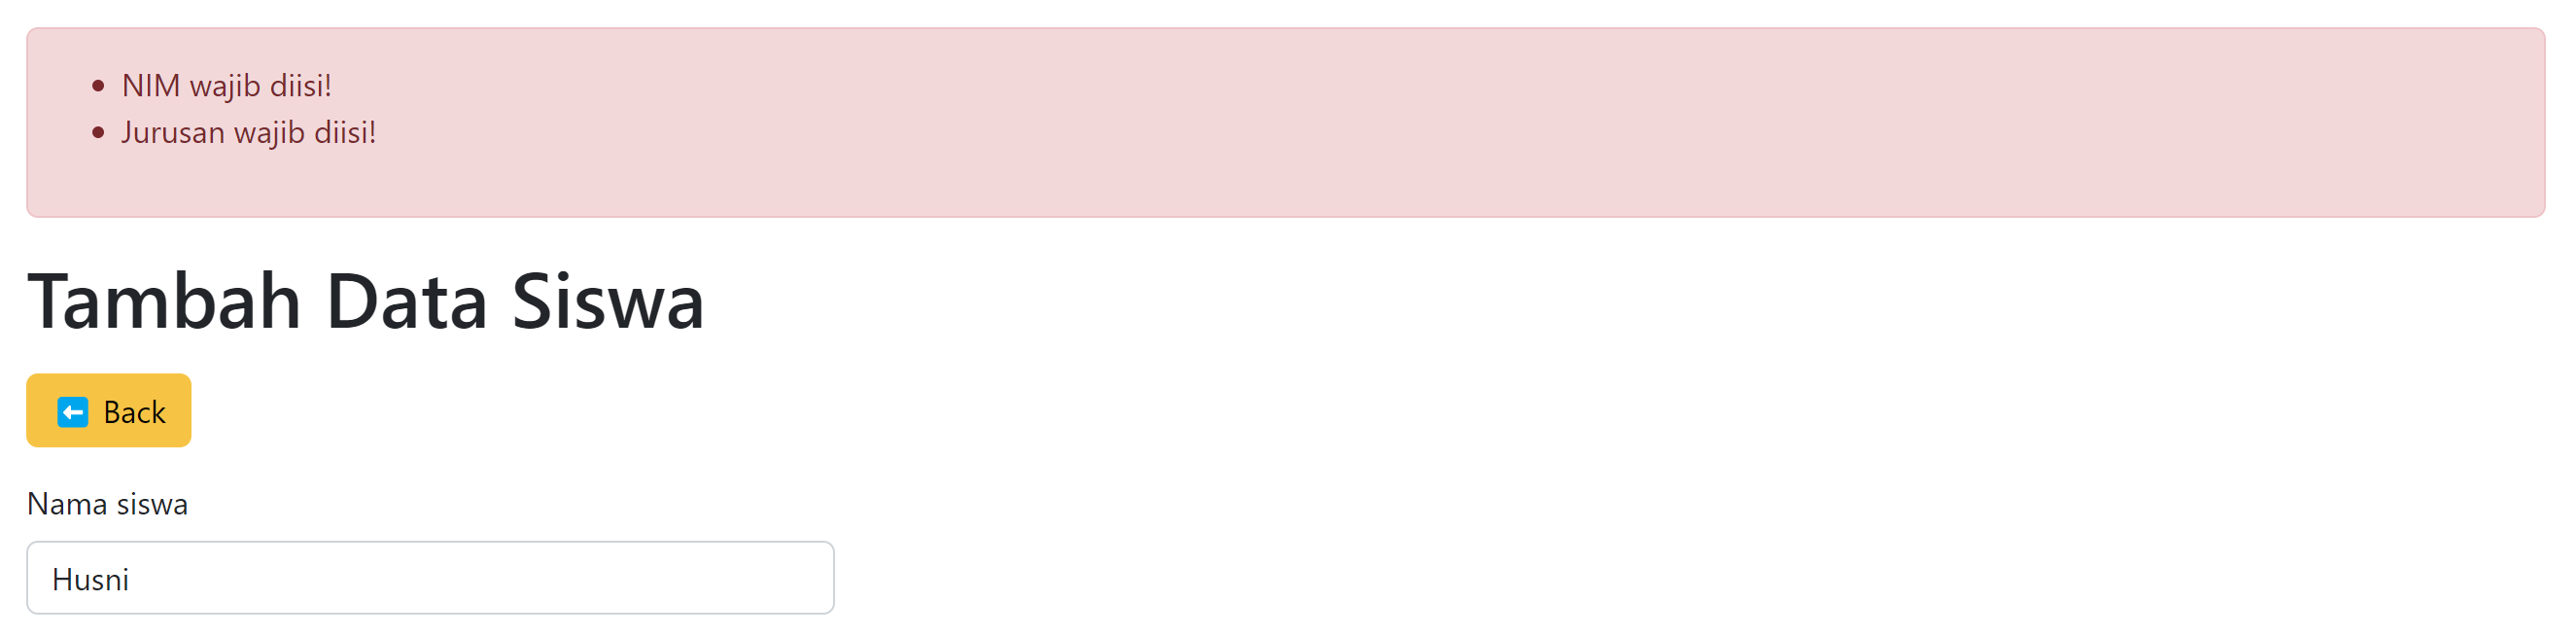 NIM wajib diisi!
Jurusan wajib diisi!
Tambah Data Siswa
⬅️ Back
Nama siswa
Husni